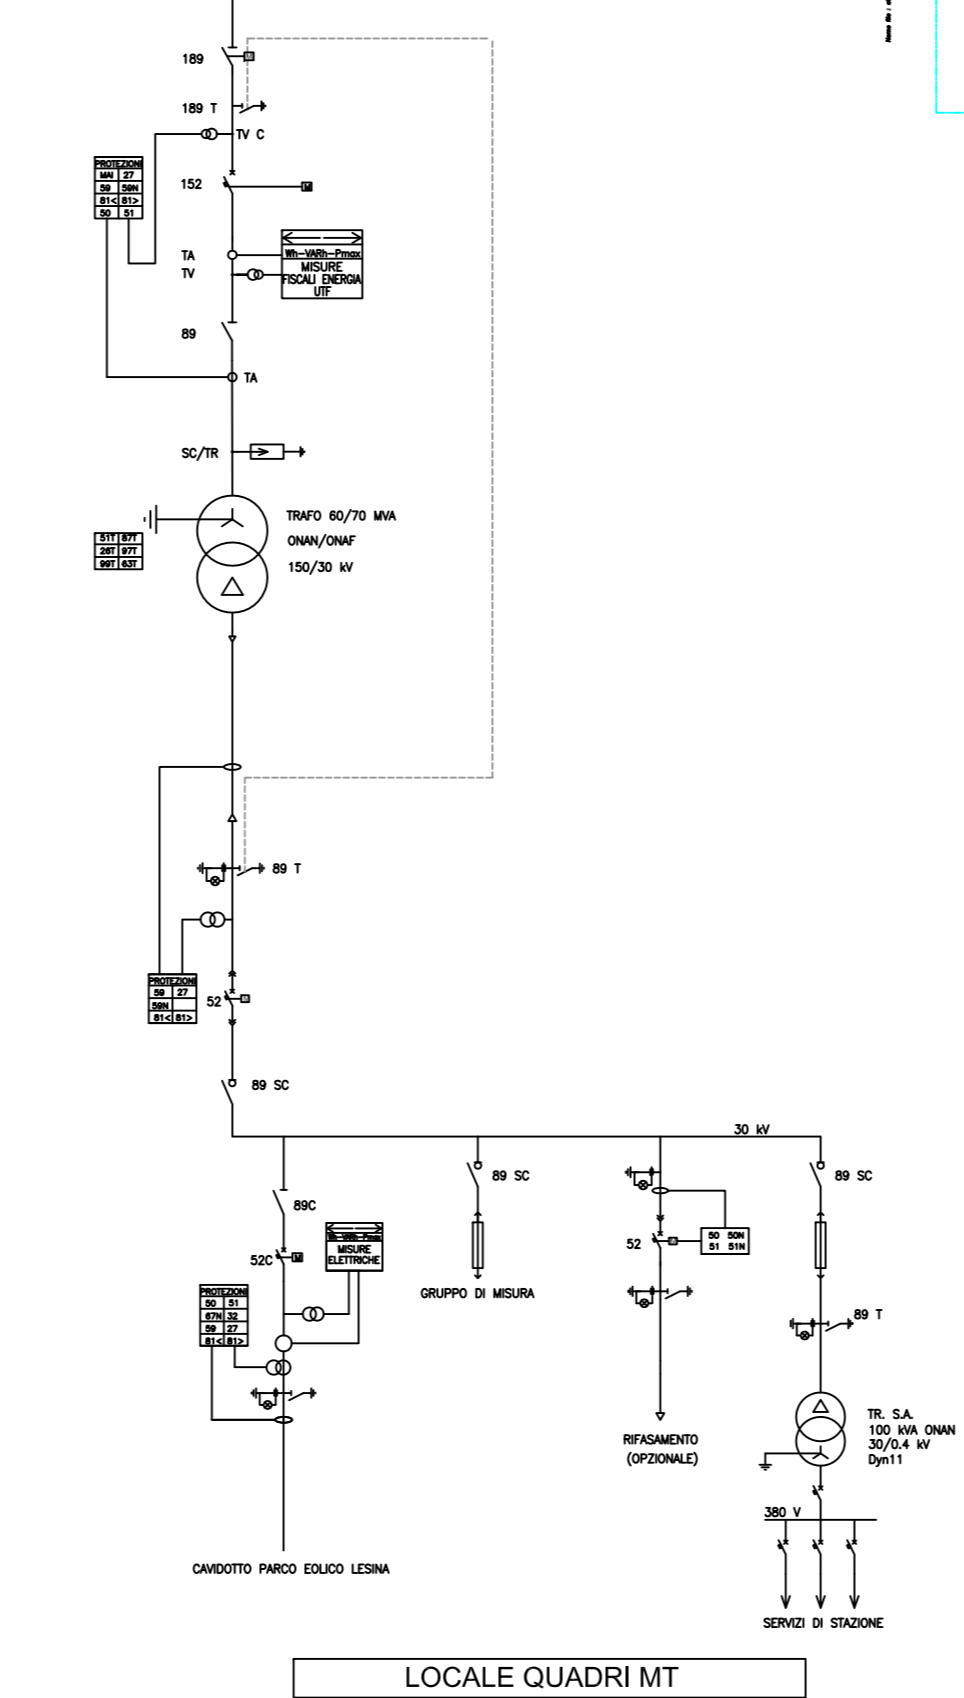 189
189 T
TV C
PROTEZIONI
MAI 27
59 59N
81< 81>
50 51
152
M
TA
TV
Wh-VARh-Pmax
MISURE
FISCALI ENERGIA
UTF
89
TA
SC/TR
TRAFO 60/70 MVA
ONAN/ONAF
150/30 kV
51T 87T
26T 97T
99T 63T
89 T
PROTEZIONI
59 27
59N
81< 81>
52
89 SC
30 kV
89C
52C
M
Wh-VARh-Pmax
MISURE
ELETTRICHE
PROTEZIONI
50 51
67N 32
59 27
81< 81>
CAVIDOTTO PARCO EOLICO LESINA
89 SC
GRUPPO DI MISURA
52
50 50N
51 51N
RIFASAMENTO
(OPZIONALE)
89 SC
89 T
TR. S.A.
100 kVA ONAN
30/0.4 kV
Dyn11
380 V
SERVIZI DI STAZIONE
LOCALE QUADRI MT